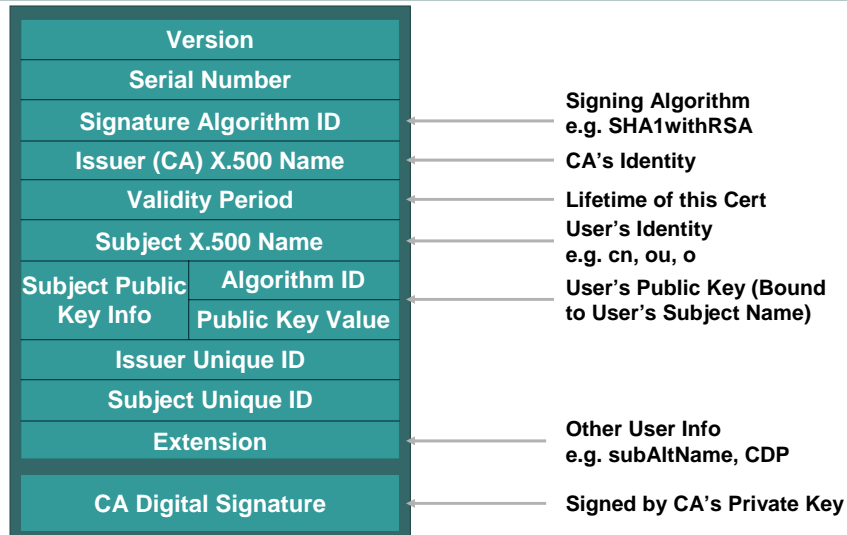 Version
Serial Number
Signature Algorithm ID
Signing Algorithm
e.g. SHA1withRSA
Issuer (CA) X.500 Name
CA's Identity
Validity Period
Lifetime of this Cert
Subject X.500 Name
User's Identity
e.g. cn, ou, o
Subject Public
Key Info
Algorithm ID
Public Key Value
User's Public Key (Bound
to User's Subject Name)
Issuer Unique ID
Subject Unique ID
Extension
Other User Info
e.g. subAltName, CDP
CA Digital Signature
Signed by CA's Private Key